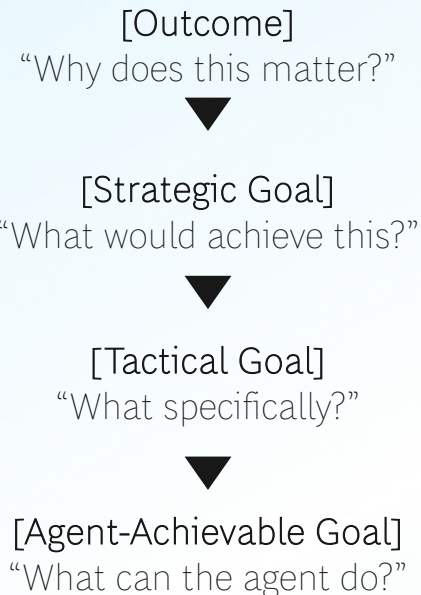 [Outcome]
“Why does this matter?”
[Strategic Goal]
“What would achieve this?”
[Tactical Goal]
“What specifically?”
[Agent-Achievable Goal]
“What can the agent do?”